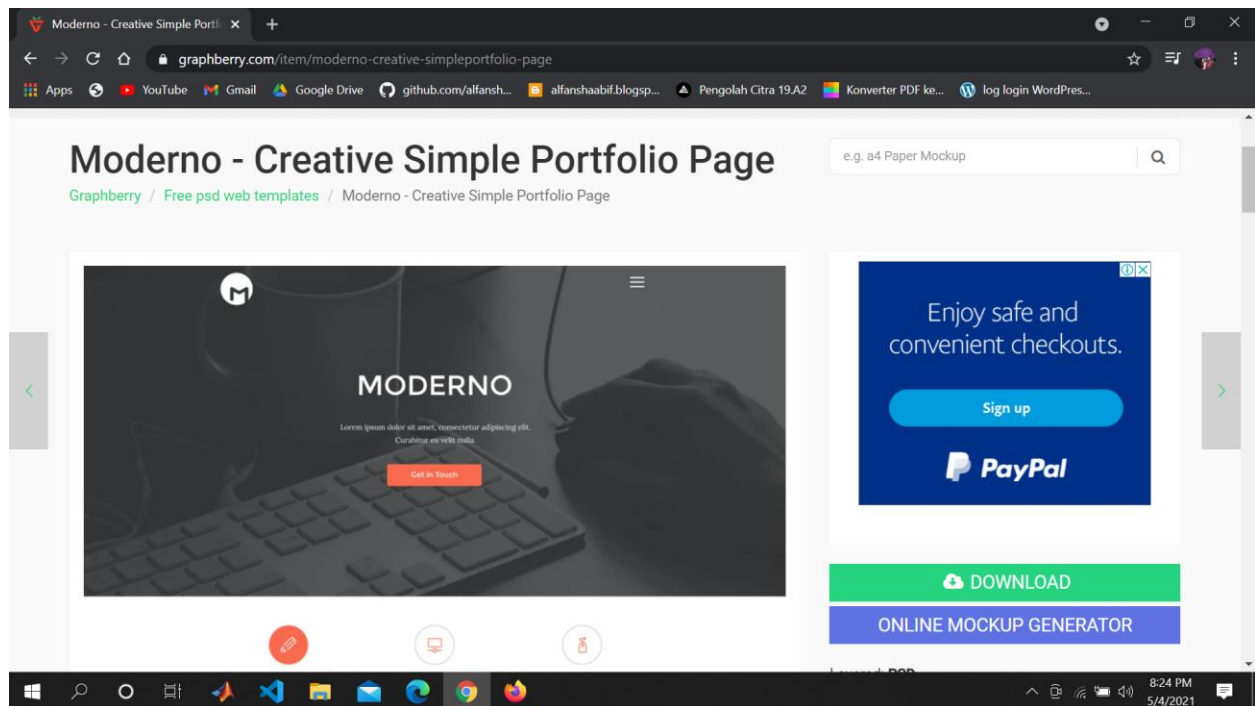 Moderno - Creative Simple Portf
graphberry.com/item/moderno-creative-simpleportfolio-page
Apps YouTube Gmail Google Drive github.com/alfansh... alfanshaabif.blogsp... Pengolah Citra 19.A2 Konverter PDF ke... log login WordPres...
Moderno - Creative Simple Portfolio Page
e.g. a4 Paper Mockup
Graphberry / Free psd web templates / Moderno - Creative Simple Portfolio Page
M
MODERNO
Lorem ipsum dolor sit amet, consectetur adipiscing elit.
Curabitur eu velit nulla.
Get in Touch
Enjoy safe and
convenient checkouts.
Sign up
PayPal
DOWNLOAD
ONLINE MOCKUP GENERATOR
8:24 PM
5/4/2021